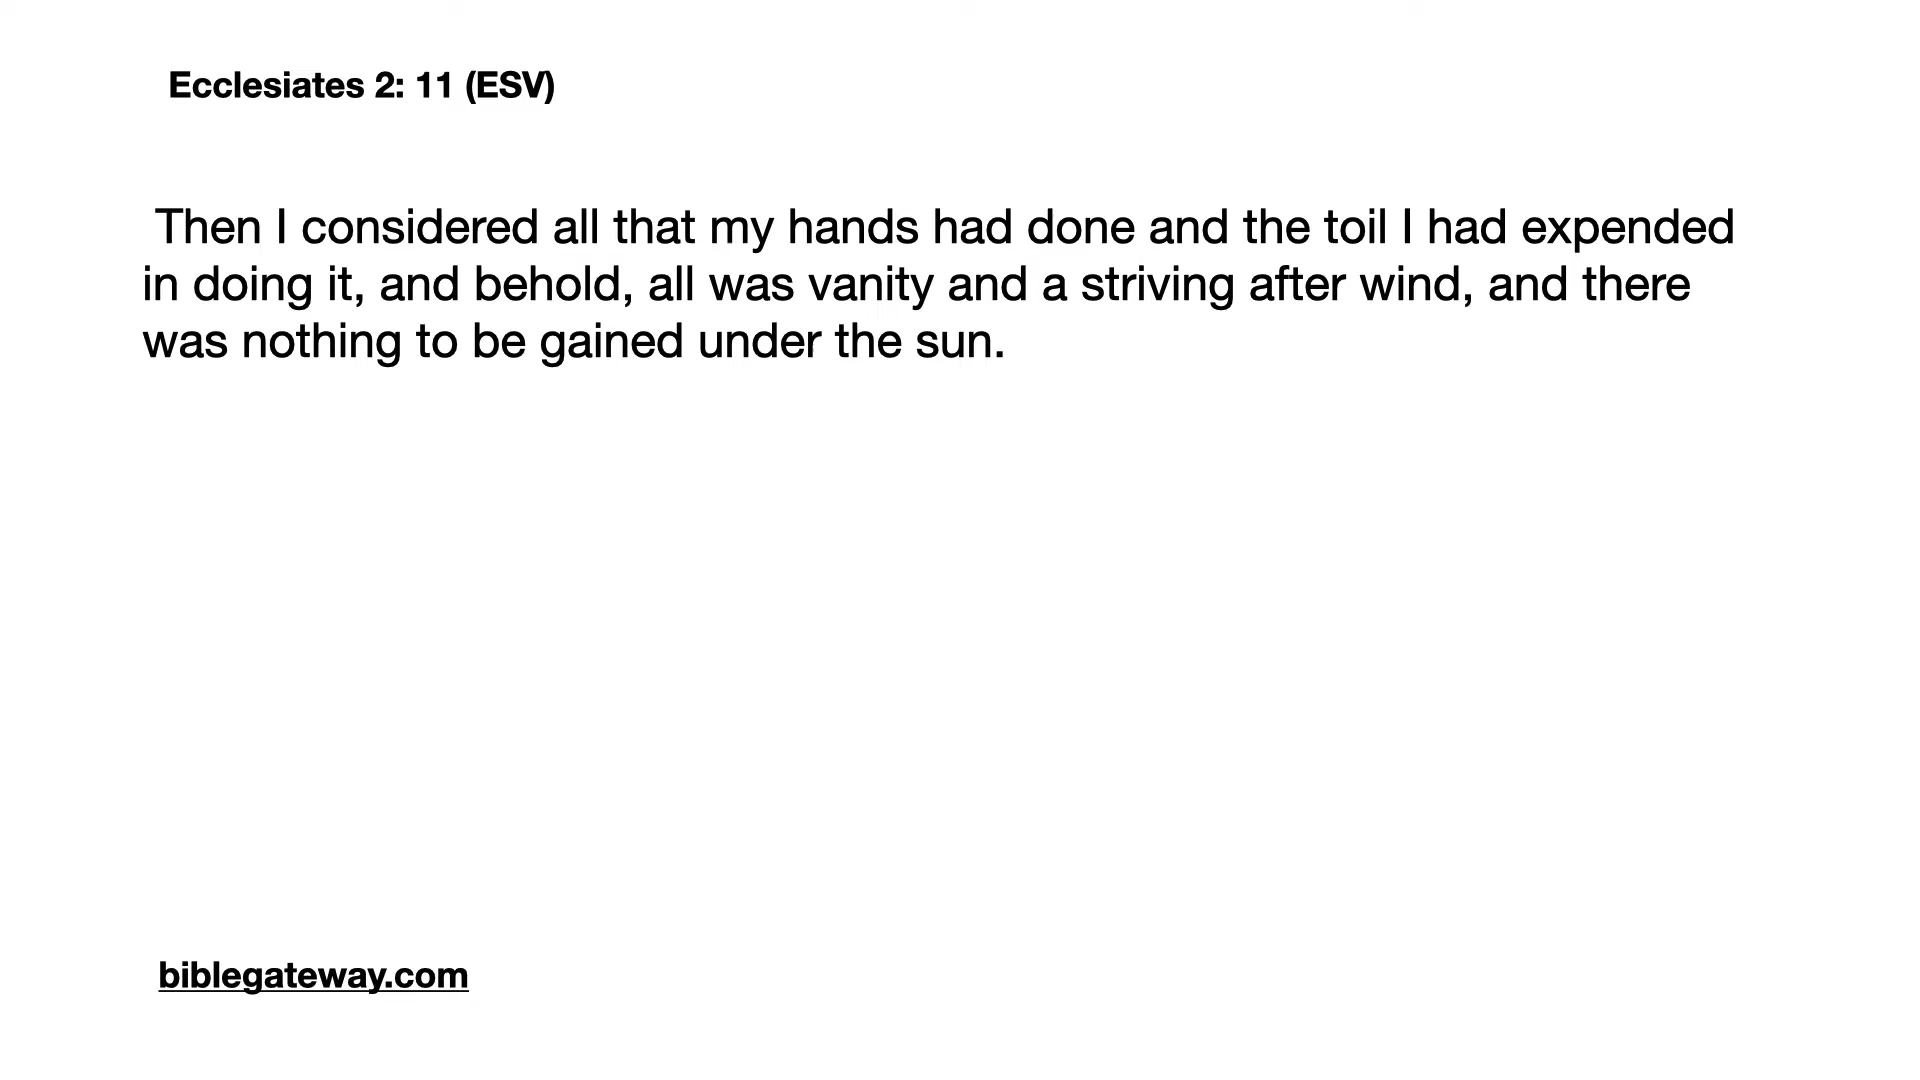 Ecclesiates 2: 11 (ESV)
Then I considered all that my hands had done and the toil I had expended
in doing it, and behold, all was vanity and a striving after wind, and there
was nothing to be gained under the sun.
biblegateway.com